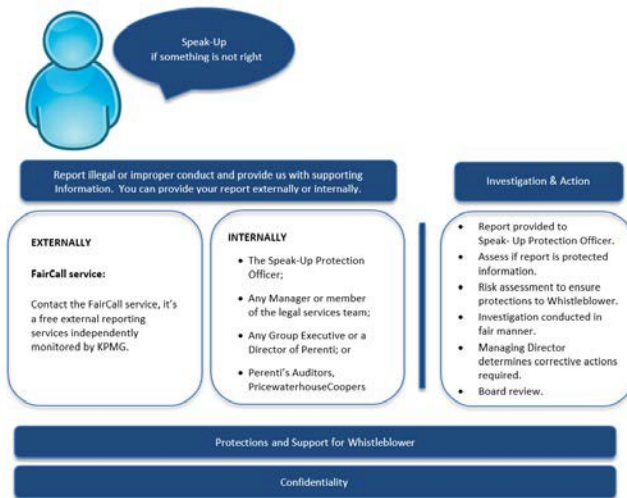 Speak-Up
if something is not right
Report illegal or improper conduct and provide us with supporting
Information. You can provide your report externally or internally.
Investigation & Action
EXTERNALLY
FairCall service:
Contact the FairCall service, it's
a free external reporting
services independently
monitored by KPMG.
INTERNALLY
• The Speak-Up Protection
Officer;
• Any Manager or member
of the legal services team;
• Any Group Executive or a
Director of Perenti; or
• Perenti's Auditors,
PricewaterhouseCoopers
• Report provided to
Speak- Up Protection Officer.
• Assess if report is protected
information.
• Risk assessment to ensure
protections to Whistleblower.
• Investigation conducted in
fair manner.
• Managing Director
determines corrective actions
required.
• Board review.
Protections and Support for Whistleblower
Confidentiality